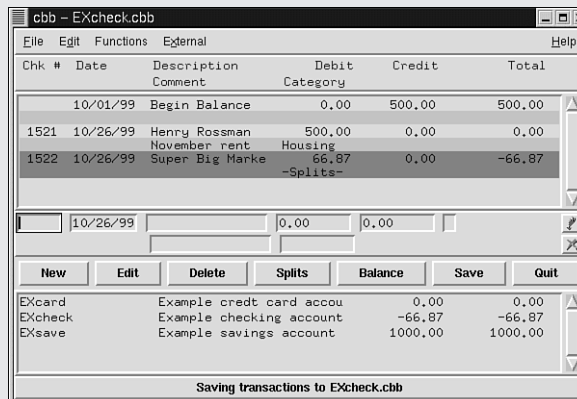 cbb – EXcheck.cbb
File Edit Functions External Help
Chk # Date Description Debit Credit Total
Comment Category
10/01/99 Begin Balance 0.00 500.00 500.00
1521 10/26/99 Henry Rossman 500.00 0.00 0.00
November rent Housing
1522 10/26/99 Super Big Marke 66.87 0.00 -66.87
-Splits-
10/26/99 0.00 0.00
New Edit Delete Splits Balance Save Quit
EXcard Example credt card accou 0.00 0.00
EXcheck Example checking account -66.87 -66.87
EXsave Example savings account 1000.00 1000.00
Saving transactions to EXcheck.cbb